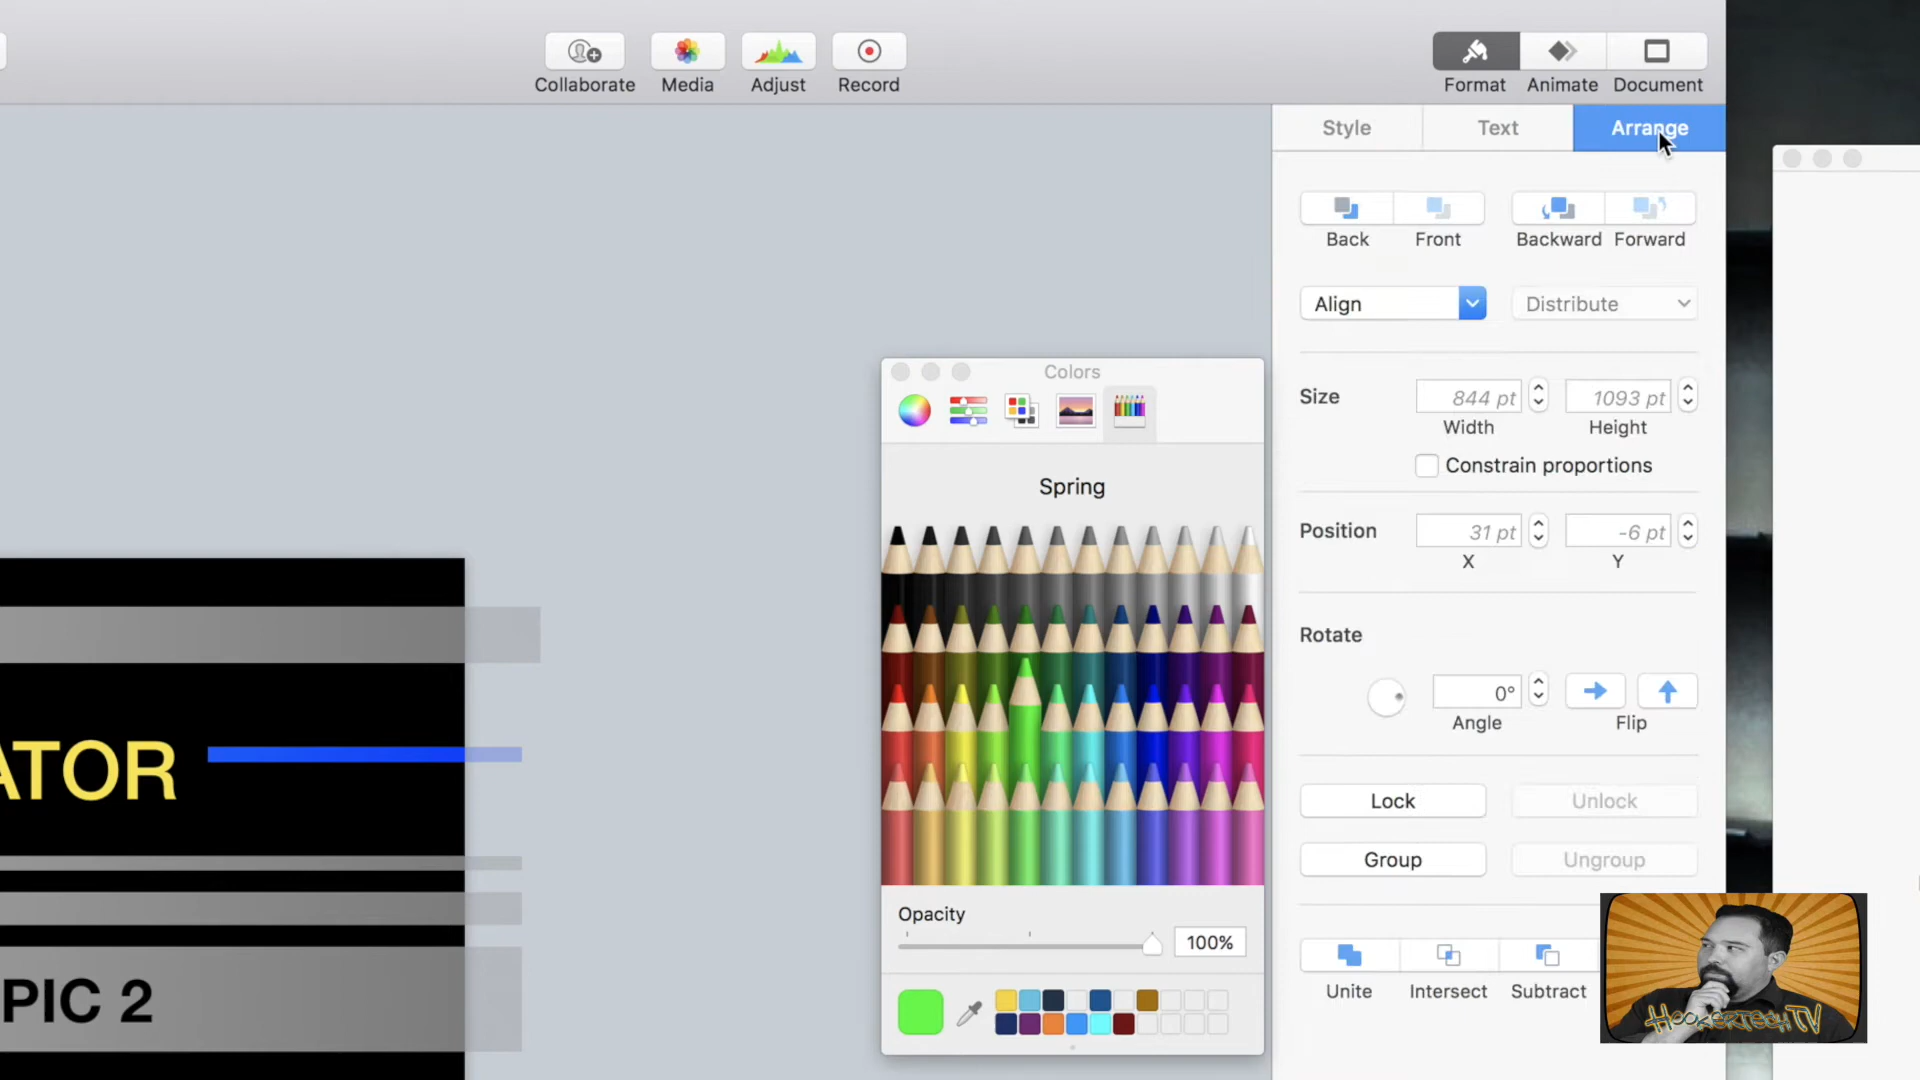 Collaborate
Media
Adjust
Record
Format
Animate
Document
Style
Text
Arrange
Back
Front
Backward
Forward
Align
Distribute
Size
844 pt
1093 pt
Width
Height
Constrain proportions
Position
31 pt
-6 pt
X
Y
Rotate
0°
Angle
Flip
Lock
Unlock
Group
Ungroup
Unite
Intersect
Subtract
Colors
Spring
Opacity
100%
ATOR
PIC 2
HOOKERTECHTV